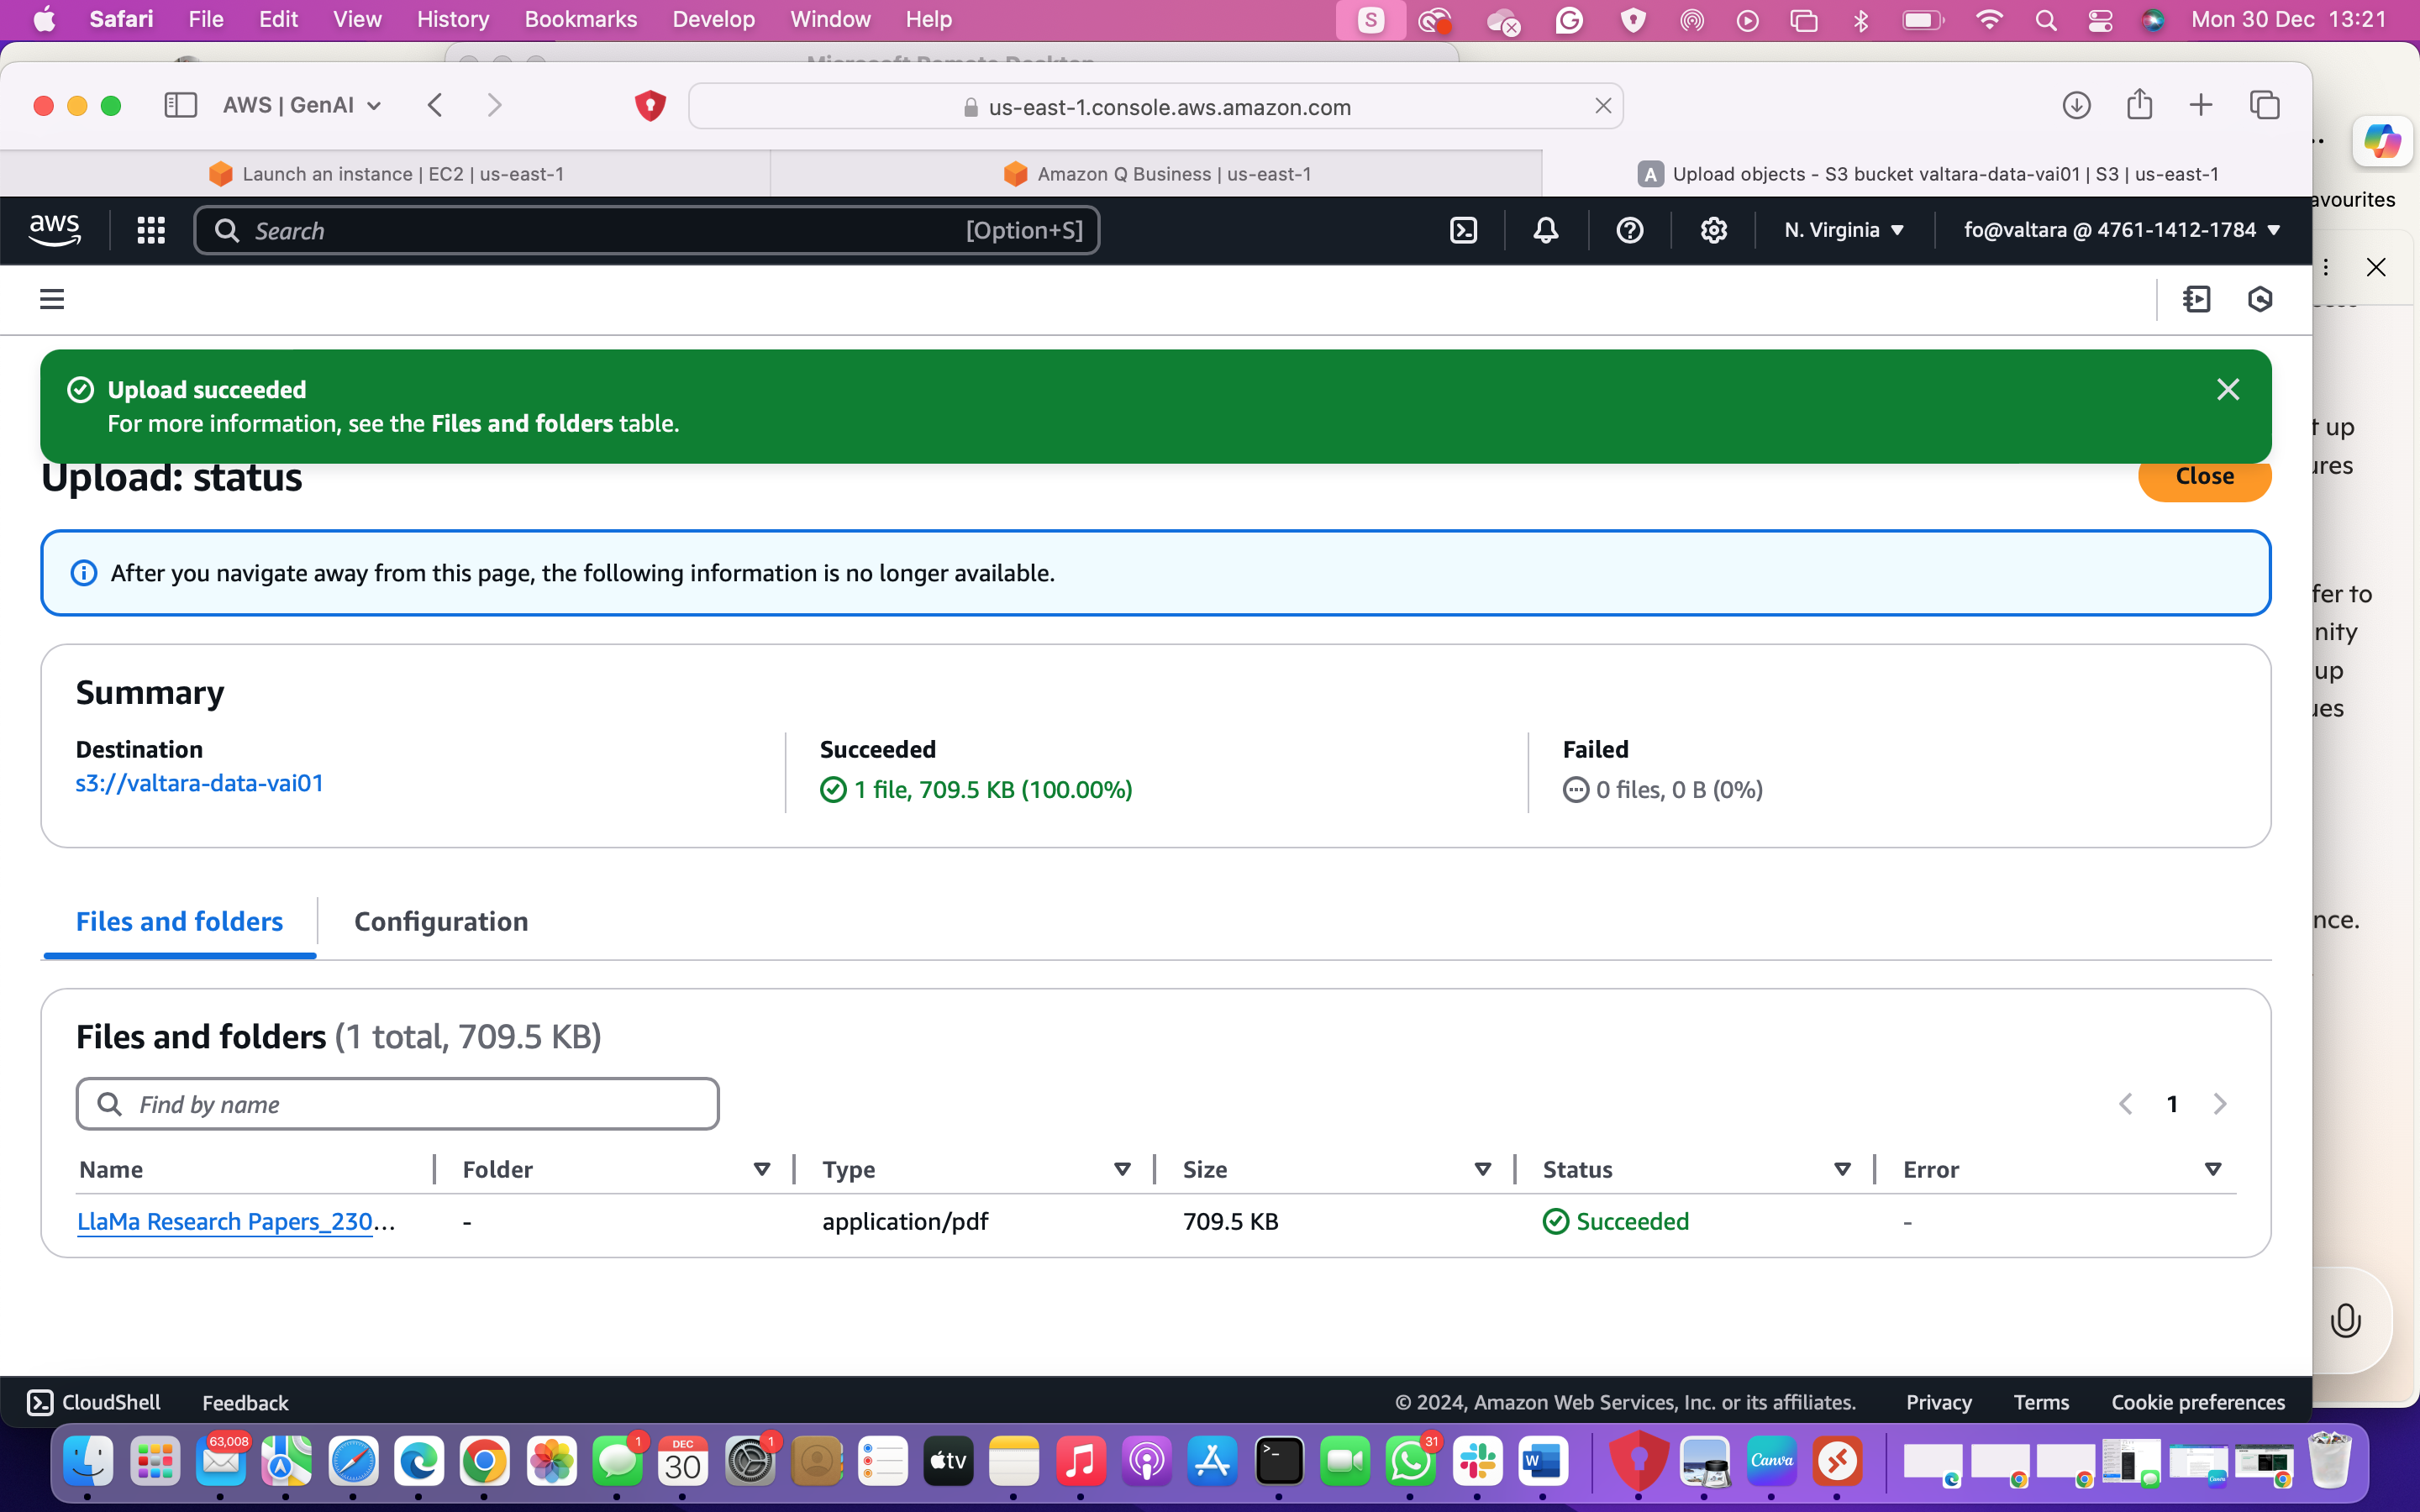 Safari File Edit View History Bookmarks Develop Window Help
S
Mon 30 Dec 13:21
AWS | GenAI
us-east-1.console.aws.amazon.com
Launch an instance | EC2 | us-east-1
Amazon Q Business | us-east-1
A Upload objects - S3 bucket valtara-data-vai01 | S3 | us-east-1
avourites
aws
Search
[Option+S]
N. Virginia
fo@valtara @ 4761-1412-1784
Upload succeeded
For more information, see the Files and folders table.
Upload: status
Close
t up
ures
After you navigate away from this page, the following information is no longer available.
fer to
nity
up
ues
Summary
Destination
s3://valtara-data-vai01
Succeeded
1 file, 709.5 KB (100.00%)
Failed
0 files, 0 B (0%)
Files and folders
Configuration
nce.
Files and folders (1 total, 709.5 KB)
Find by name
1
Name Folder Type Size Status Error
LlaMa Research Papers_230... - application/pdf 709.5 KB Succeeded -
CloudShell Feedback
© 2024, Amazon Web Services, Inc. or its affiliates. Privacy Terms Cookie preferences
63,008
1
DEC
30
1
tv
31
W
Canva